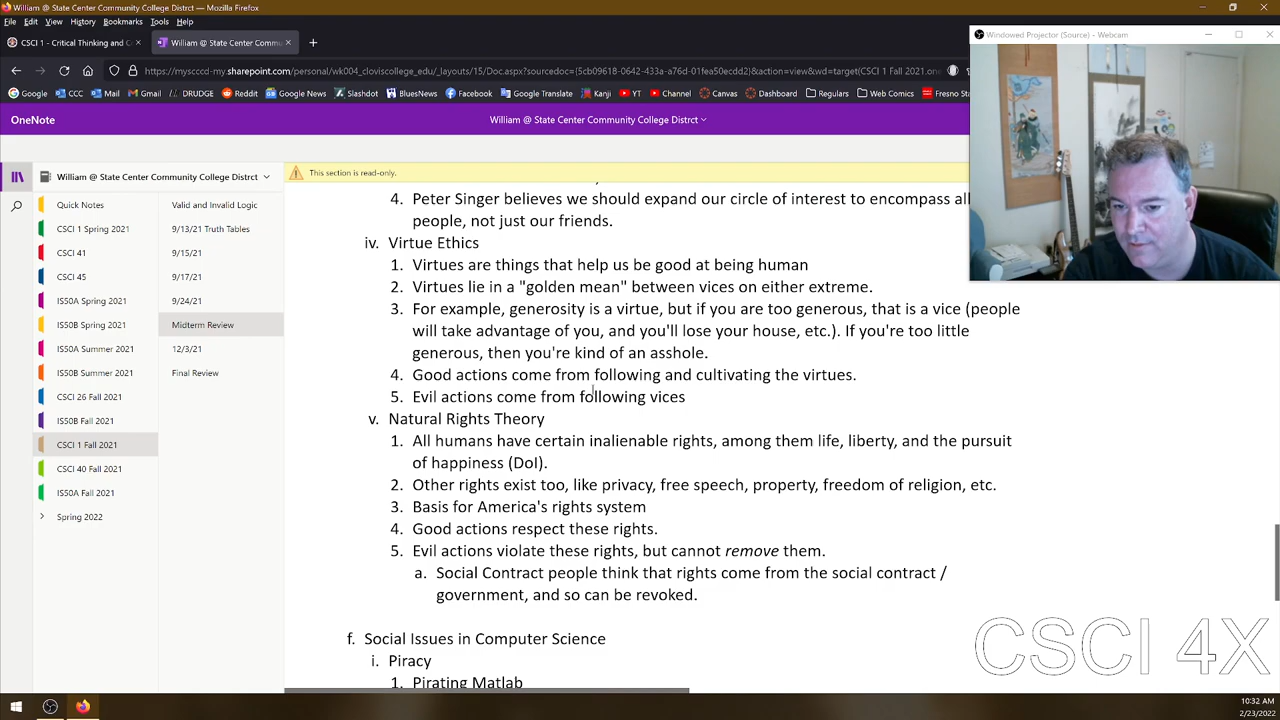 William @ State Center Community College Distrct — Mozilla Firefox
File Edit View History Bookmarks Tools Help
CSCI 1 - Critical Thinking and C
William @ State Center Commu
Windowed Projector (Source) - Webcam
https://mysccd-my.sharepoint.com/personal/wk004_cloviscollege_edu/_layouts/15/Doc.aspx?sourcedoc={5cb09618-0642-433a-a76d-01fea50ecdd2}&action=view&wd=target(CSCI 1 Fall 2021.one
Google CCC Mail Gmail DRUDGE Reddit Google News Slashdot BluesNews Facebook Google Translate Kanji YT Channel Canvas Dashboard Regulars Web Comics Fresno Sta
OneNote
William @ State Center Community College Distrct
William @ State Center Community College Distrct
This section is read-only.
Quick Notes
CSCI 1 Spring 2021
CSCI 41
CSCI 45
IS50A Spring 2021
IS50B Spring 2021
IS50A Summer 2021
IS50B Summer 2021
CSCI 26 Fall 2021
IS50B Fall 2021
CSCI 1 Fall 2021
CSCI 40 Fall 2021
IS50A Fall 2021
Spring 2022
Valid and Invalid Logic
9/13/21 Truth Tables
9/15/21
9/17/21
9/24/21
Midterm Review
12/3/21
Final Review
4. Peter Singer believes we should expand our circle of interest to encompass all
people, not just our friends.
iv. Virtue Ethics
1. Virtues are things that help us be good at being human
2. Virtues lie in a "golden mean" between vices on either extreme.
3. For example, generosity is a virtue, but if you are too generous, that is a vice (people
will take advantage of you, and you'll lose your house, etc.). If you're too little
generous, then you're kind of an asshole.
4. Good actions come from following and cultivating the virtues.
5. Evil actions come from following vices
v. Natural Rights Theory
1. All humans have certain inalienable rights, among them life, liberty, and the pursuit
of happiness (DoI).
2. Other rights exist too, like privacy, free speech, property, freedom of religion, etc.
3. Basis for America's rights system
4. Good actions respect these rights.
5. Evil actions violate these rights, but cannot remove them.
a. Social Contract people think that rights come from the social contract /
government, and so can be revoked.
f. Social Issues in Computer Science
i. Piracy
1. Pirating Matlab
CSCI 4X
10:32 AM
2/23/2022